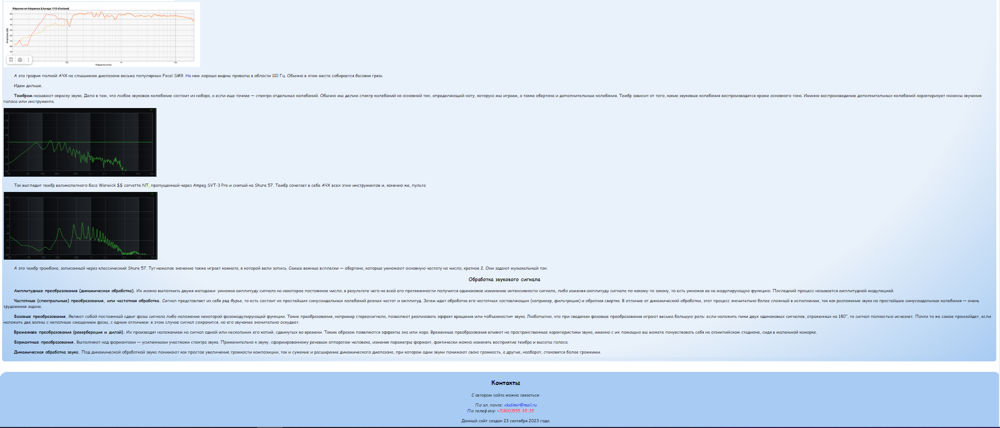 Réponse en fréquence (Lissage 1/12 d'octave)
Amplitude (dB)
100 1k 10k
Fréquence (Hz)
А это график полной АЧХ на слышимом диапазоне весьма популярных Focal SM9. На нем хорошо видны провалы в области 110 Гц. Обычно в этом месте собирается басовая грязь
Идем дальше.
Тембром называют окраску звука. Дело в том, что любое звуковое колебание состоит из набора, а если еще точнее — спектра отдельных колебаний. Обычно мы делим спектр колебаний на основной тон, определяющий ноту, которую мы играем, а также обертона и дополнительные колебания. Тембр зависит от того, какие звуковые колебания воспроизводятся кроме основного тона. Именно воспроизведение дополнительных колебаний характеризует нюансы звучания
голоса или инструмента.
Так выглядит тембр великолепного баса Warwick $$ corvette NT, пропущенный через Ampeg SVT-3 Pro и снятый на Shure 57. Тембр сочетает в себе АЧХ всех этих инструментов и, конечно же, пульта
А это тембр тромбона, записанный через классический Shure 57. Тут немалое значение также играет комната, в которой вели запись. Самые важные всплески — обертона, которые умножают основную частоту на число, кратное 2. Они задают музыкальный тон.
Обработка звукового сигнала
Амплитудные преобразования (динамическая обработка). Их можно выполнить двумя методами: умножая амплитуду сигнала на некоторое постоянное число, в результате чего на всей его протяженности получится одинаковое изменение интенсивности сигнала, либо изменяя амплитуду сигнала по какому-то закону, то есть умножая ее на модулирующую функцию. Последний процесс называется амплитудной модуляцией.
Частотные (спектральные) преобразования, или частотная обработка. Сигнал представляет из себя ряд Фурье, то есть состоит из простейших синусоидальных колебаний разных частот и амплитуд. Затем идет обработка его частотных составляющих (например, фильтрация) и обратная свертка. В отличие от динамической обработки, этот процесс значительно более сложный в исполнении, так как разложение звука на простейшие синусоидальные колебания — очень
трудоемкая задача.
Фазовые преобразования. Являют собой постоянный сдвиг фазы сигнала либо наложение некоторой фазомодулирующей функции. Такие преобразования, например стереосигнала, позволяют реализовать эффект вращения или «объемности» звука. Любопытно, что при сведении фазовые преобразования играют весьма большую роль: если наложить пики двух одинаковых сигналов, отраженных на 180°, то сигнал полностью исчезнет. Почти то же самое произойдет, если
наложить две волны с неполным смещением фазы, с одним отличием: в этом случае сигнал сохранится, но его звучание значительно оскудеет.
Временные преобразования (реверберация и дилэй). Их производят наложением на сигнал одной или нескольких его копий, сдвинутых во времени. Таким образом появляются эффекты эха или хора. Временные преобразования влияют на пространственные характеристики звука, именно с их помощью вы можете почувствовать себя на олимпийском стадионе, сидя в маленькой каморке.
Формантные преобразования. Выполняют над формантами — усиленными участками спектра звука. Применительно к звуку, сформированному речевым аппаратом человека, изменяя параметры формант, фактически можно изменять восприятие тембра и высоты голоса.
Динамическая обработка звука. Под динамической обработкой звука понимают как простое увеличение громкости композиции, так и сужение и расширение динамического диапазона, при котором одни звуки понижают свою громкость, а другие, наоборот, становятся более громкими.
Контакты
С автором сайта можно связаться:
По эл. почте: vladimir@mail.ru
По телефону: +7(800)555-35-35
Данный сайт создан 23 сентября 2023 года.